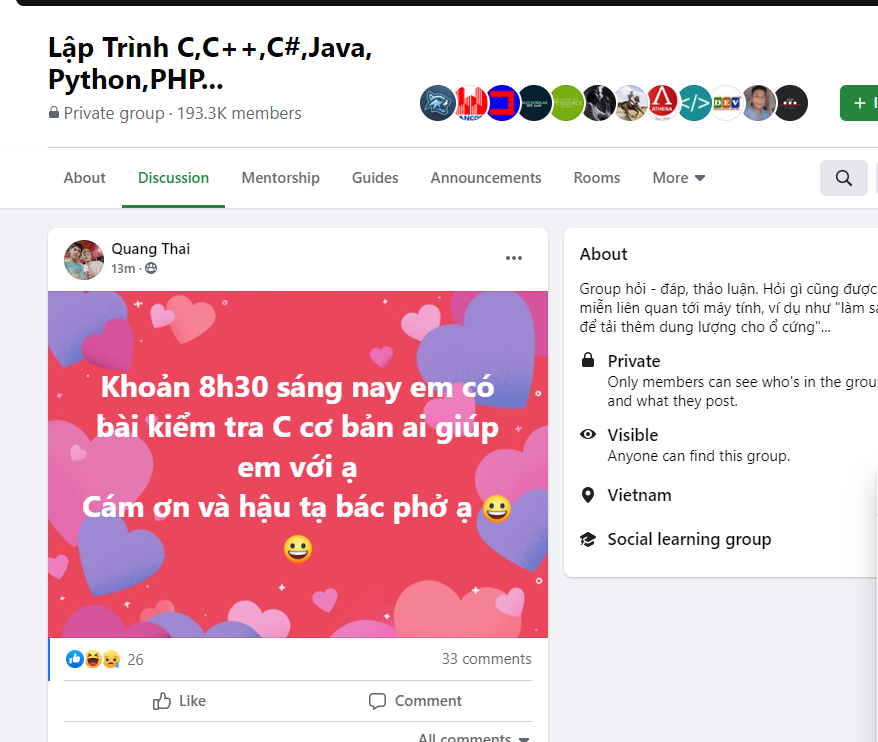 Lập Trình C,C++,C#,Java,
Python,PHP...
Private group · 193.3K members
ATHENA
</>
DEV
+
About
Discussion
Mentorship
Guides
Announcements
Rooms
More
Quang Thai
13m ·
Khoản 8h30 sáng nay em có
bài kiểm tra C cơ bản ai giúp
em với ạ
Cám ơn và hậu tạ bác phở ạ 😀
😀
26
33 comments
Like
Comment
All comments
About
Group hỏi - đáp, thảo luận. Hỏi gì cũng được
miễn liên quan tới máy tính, ví dụ như "làm
để tải thêm dung lượng cho ổ cứng"...
Private
Only members can see who's in the
and what they post.
Visible
Anyone can find this group.
Vietnam
Social learning group